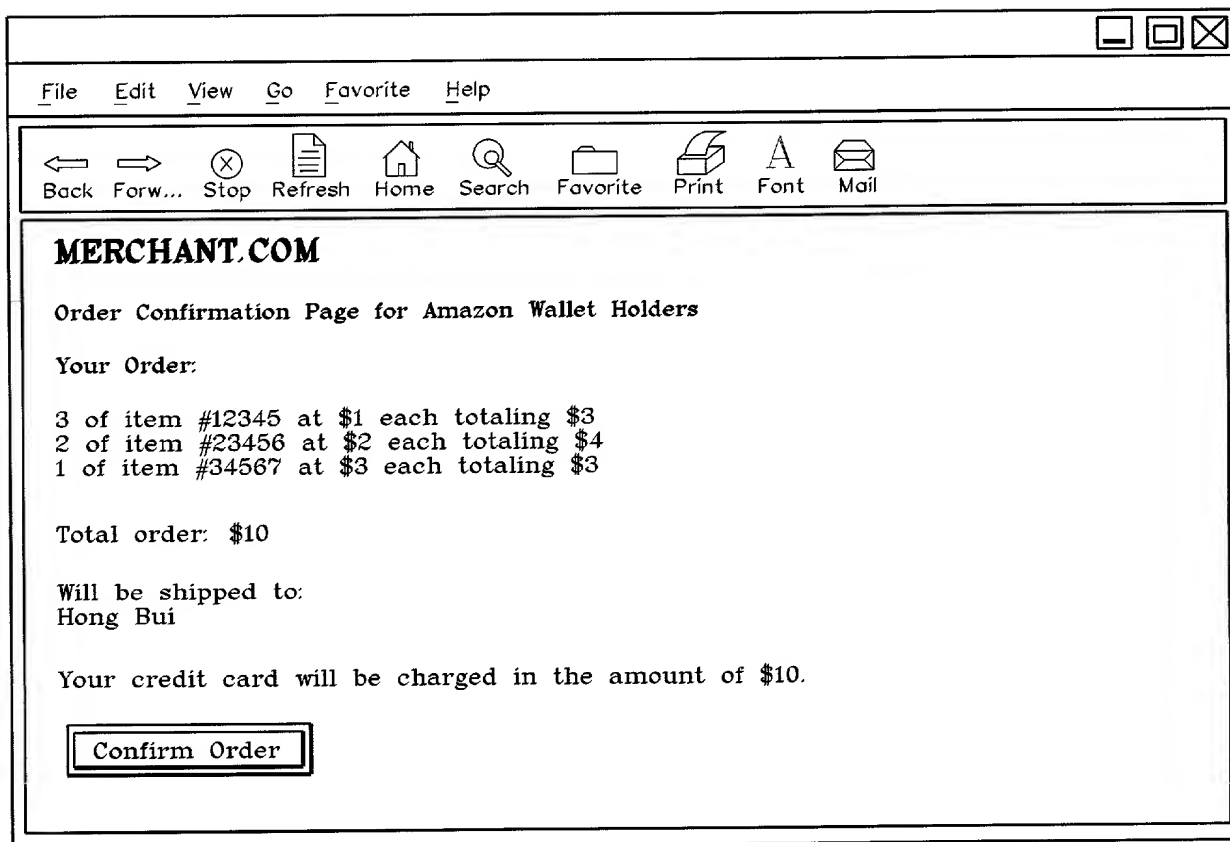 File Edit View Go Favorite Help
Back Forw... Stop Refresh Home Search Favorite Print Font Mail
MERCHANT.COM
Order Confirmation Page for Amazon Wallet Holders
Your Order:
3 of item #12345 at $1 each totaling $3
2 of item #23456 at $2 each totaling $4
1 of item #34567 at $3 each totaling $3
Total order: $10
Will be shipped to:
Hong Bui
Your credit card will be charged in the amount of $10.
Confirm Order